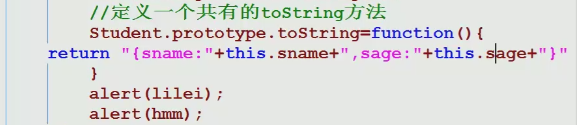 //定义一个共有的toString方法
Student.prototype.toString=function(){
return "{sname:"+this.sname+",sage:"+this.sage+"}"
}
alert(lilei);
alert(hmm);